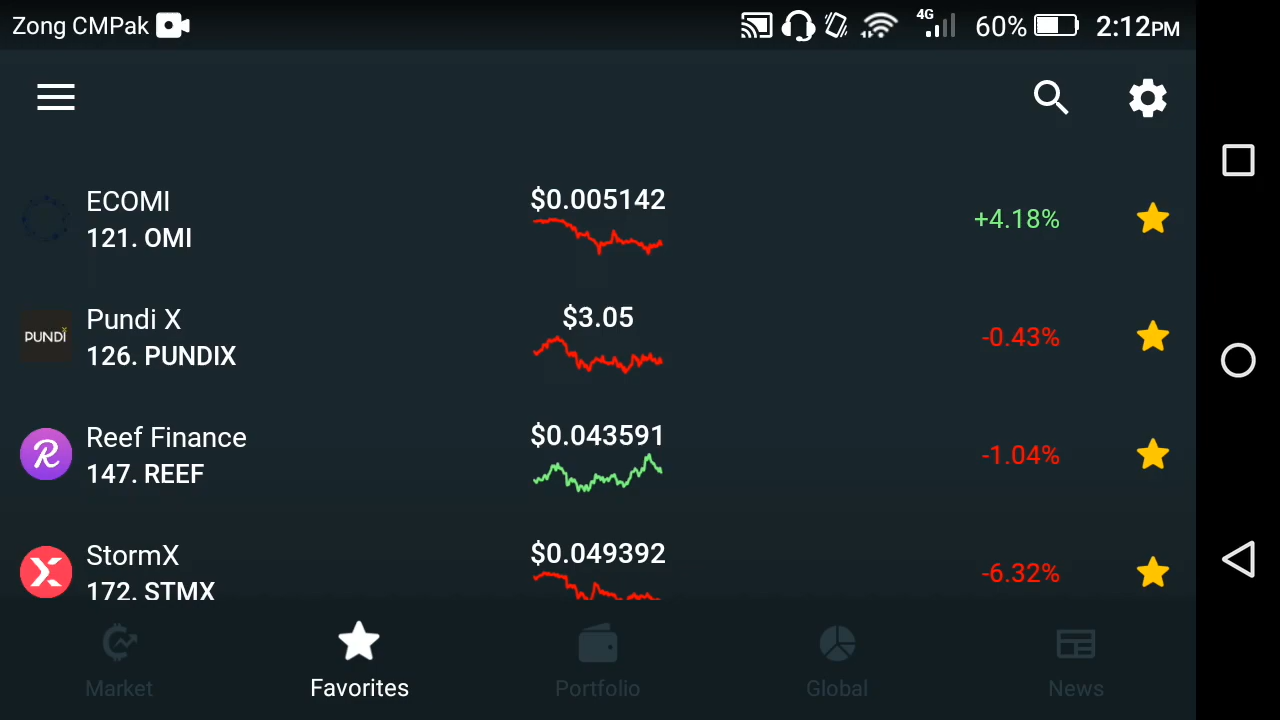 Zong CMPak 4G 60% 2:12PM
ECOMI
121. OMI
$0.005142
+4.18%
PUNDI X
Pundi X
126. PUNDIX
$3.05
-0.43%
Reef Finance
147. REEF
$0.043591
-1.04%
StormX
172. STMX
$0.049392
-6.32%
Market
Favorites
Portfolio
Global
News